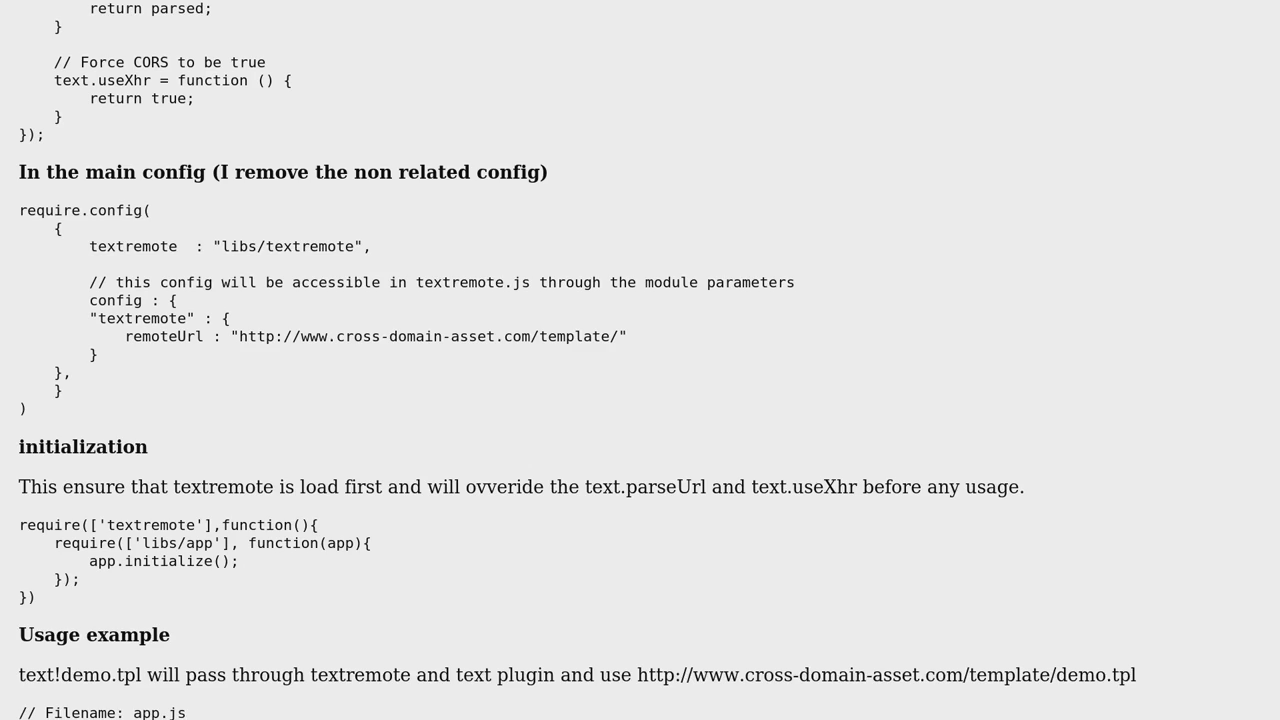 return parsed;
    }

    // Force CORS to be true
    text.useXhr = function () {
        return true;
    }
});
In the main config (I remove the non related config)
require.config(
    {
        textremote  : "libs/textremote",

        // this config will be accessible in textremote.js through the module parameters
        config : {
        "textremote" : {
            remoteUrl : "http://www.cross-domain-asset.com/template/"
        }
    },
    }
)
initialization
This ensure that textremote is load first and will ovveride the text.parseUrl and text.useXhr before any usage.
require(['textremote'],function(){
    require(['libs/app'], function(app){
        app.initialize();
    });
})
Usage example
text!demo.tpl will pass through textremote and text plugin and use http://www.cross-domain-asset.com/template/demo.tpl
// Filename: app.js